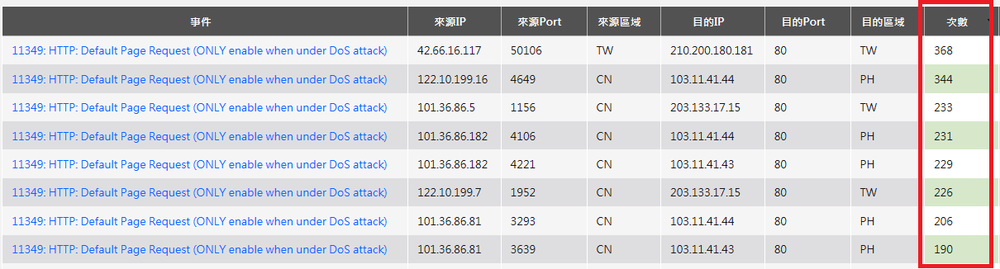 事件 來源IP 來源Port 來源區域 目的IP 目的Port 目的區域 次數
11349: HTTP: Default Page Request (ONLY enable when under DoS attack) 42.66.16.117 50106 TW 210.200.180.181 80 TW 368
11349: HTTP: Default Page Request (ONLY enable when under DoS attack) 122.10.199.16 4649 CN 103.11.41.44 80 PH 344
11349: HTTP: Default Page Request (ONLY enable when under DoS attack) 101.36.86.5 1156 CN 203.133.17.15 80 TW 233
11349: HTTP: Default Page Request (ONLY enable when under DoS attack) 101.36.86.182 4106 CN 103.11.41.44 80 PH 231
11349: HTTP: Default Page Request (ONLY enable when under DoS attack) 101.36.86.182 4221 CN 103.11.41.43 80 PH 229
11349: HTTP: Default Page Request (ONLY enable when under DoS attack) 122.10.199.7 1952 CN 203.133.17.15 80 TW 226
11349: HTTP: Default Page Request (ONLY enable when under DoS attack) 101.36.86.81 3293 CN 103.11.41.44 80 PH 206
11349: HTTP: Default Page Request (ONLY enable when under DoS attack) 101.36.86.81 3639 CN 103.11.41.43 80 PH 190